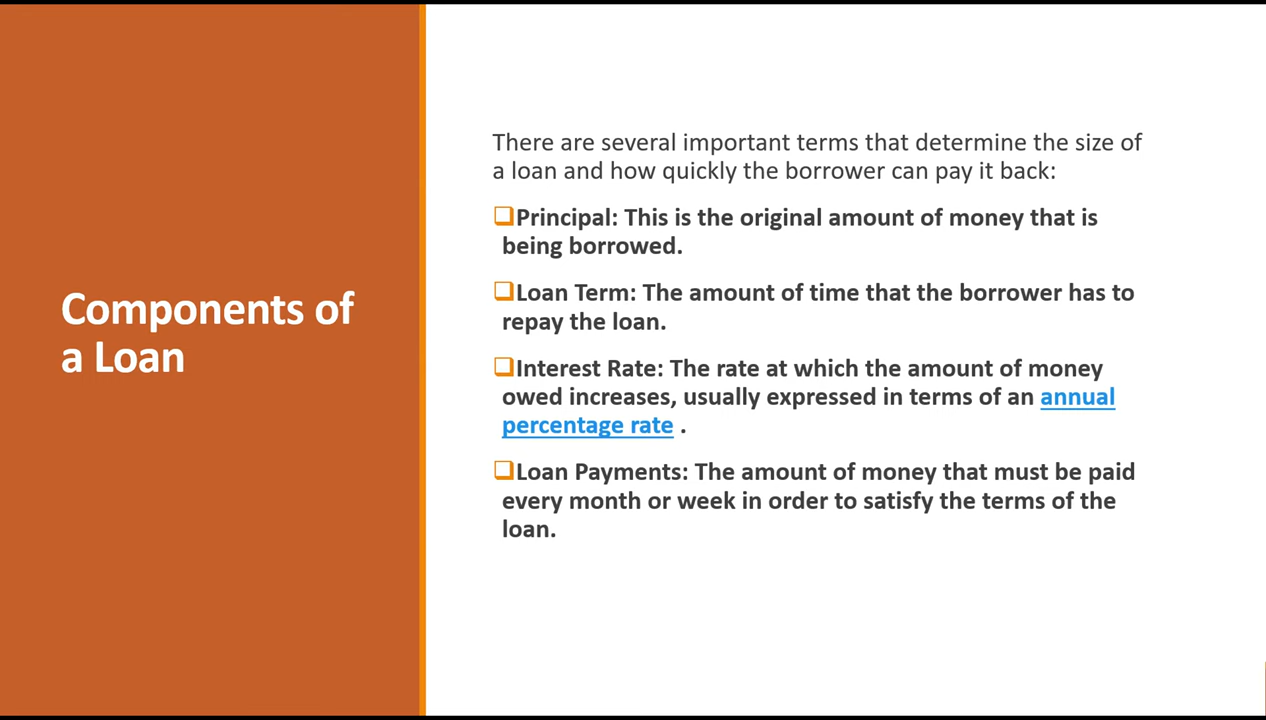 Components of
a Loan
There are several important terms that determine the size of
a loan and how quickly the borrower can pay it back:
Principal: This is the original amount of money that is
being borrowed.
Loan Term: The amount of time that the borrower has to
repay the loan.
Interest Rate: The rate at which the amount of money
owed increases, usually expressed in terms of an annual
percentage rate .
Loan Payments: The amount of money that must be paid
every month or week in order to satisfy the terms of the
loan.